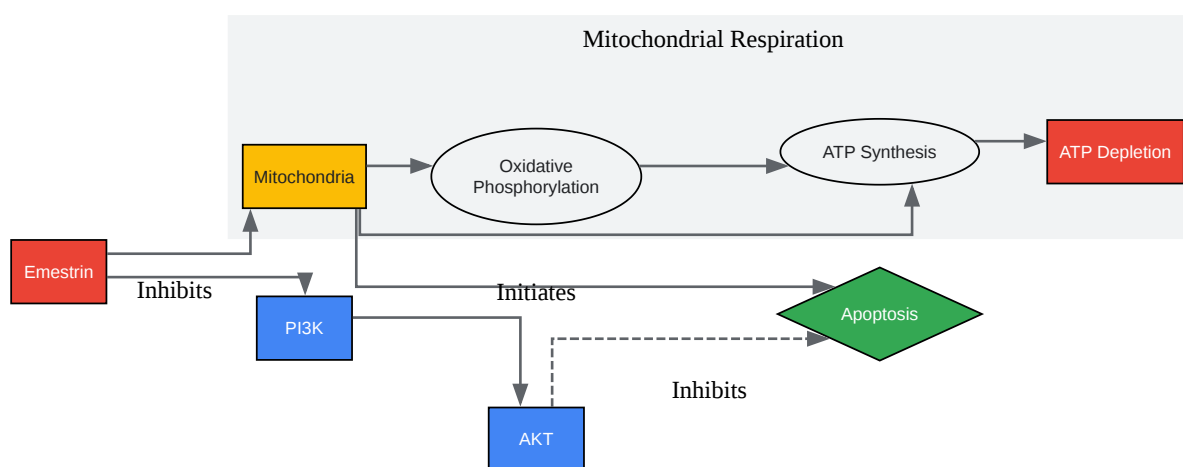 Mitochondrial Respiration
Oxidative
Phosphorylation
ATP Synthesis
ATP Depletion
Mitochondria
Emestrin
Inhibits
Initiates
Apoptosis
PI3K
Inhibits
AKT